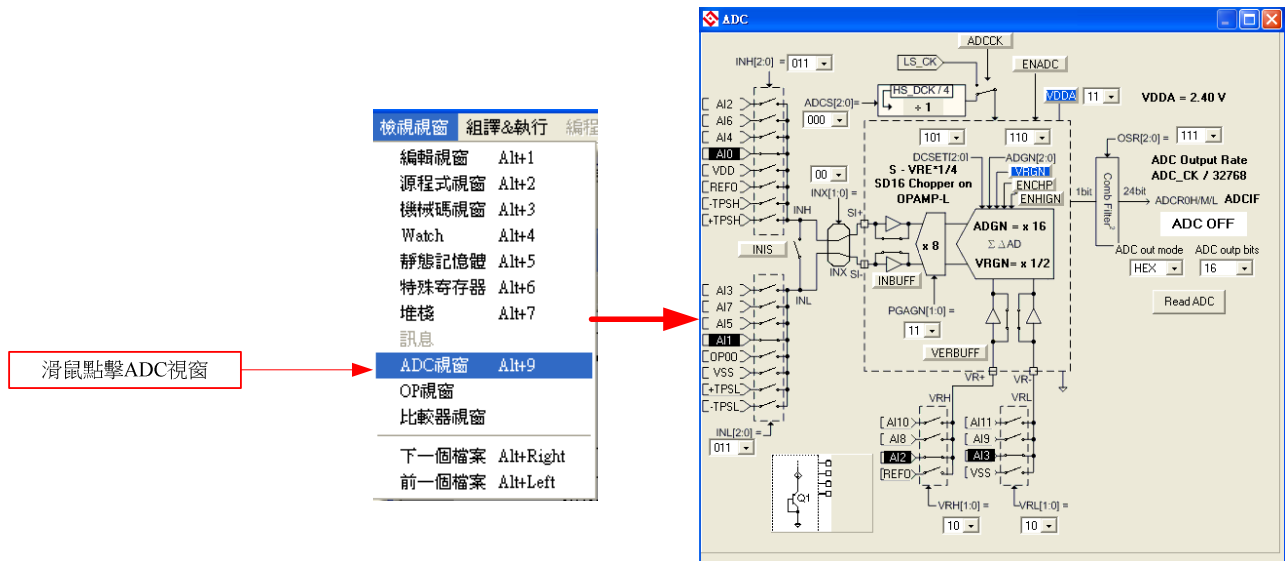 滑鼠點擊ADC視窗
檢視視窗 組譯&執行 編程
編輯視窗 Alt+1
源程式視窗 Alt+2
機械碼視窗 Alt+3
Watch Alt+4
靜態記憶體 Alt+5
特殊寄存器 Alt+6
堆棧 Alt+7
訊息
ADC視窗 Alt+9
OP視窗
比較器視窗
下一個檔案 Alt+Right
前一個檔案 Alt+Left
ADC
INH[2:0] = 011
AI2
AI6
AI4
AI0
VDD
REFO
-TPSH
+TPSH
INH
INIS
INL
AI3
AI7
AI5
AI1
OPOO
VSS
+TPSL
-TPSL
INL[2:0] =
011
ADCCK
LS_CK
HS_DCK / 4
÷ 1
ADCS[2:0]=
000
ENADC
VDDA 11
VDDA = 2.40 V
101
110
DCSET[2:0]
ADGN[2:0]
S - VRE*1/4
SD16 Chopper on
OPAMP-L
VRGN
ENCHP
ENHIGN
00
INX[1:0]=
SI+
SI-
INX
INBUFF
x 8
ADGN = x 16
ΣΔAD
VRGN= x 1/2
PGAGN[1:0] =
11
VERBUFF
VR+
VR-
VRH
VRL
AI10
AI8
AI2
REFO
AI11
AI9
AI3
VSS
VRH[1:0] =
10
VRL[1:0] =
10
Q1
OSR[2:0] = 111
ADC Output Rate
ADC_CK / 32768
1bit
Comb Filter²
24bit
ADCR0H/M/L ADCIF
ADC OFF
ADC out mode ADC outp bits
HEX 16
Read ADC